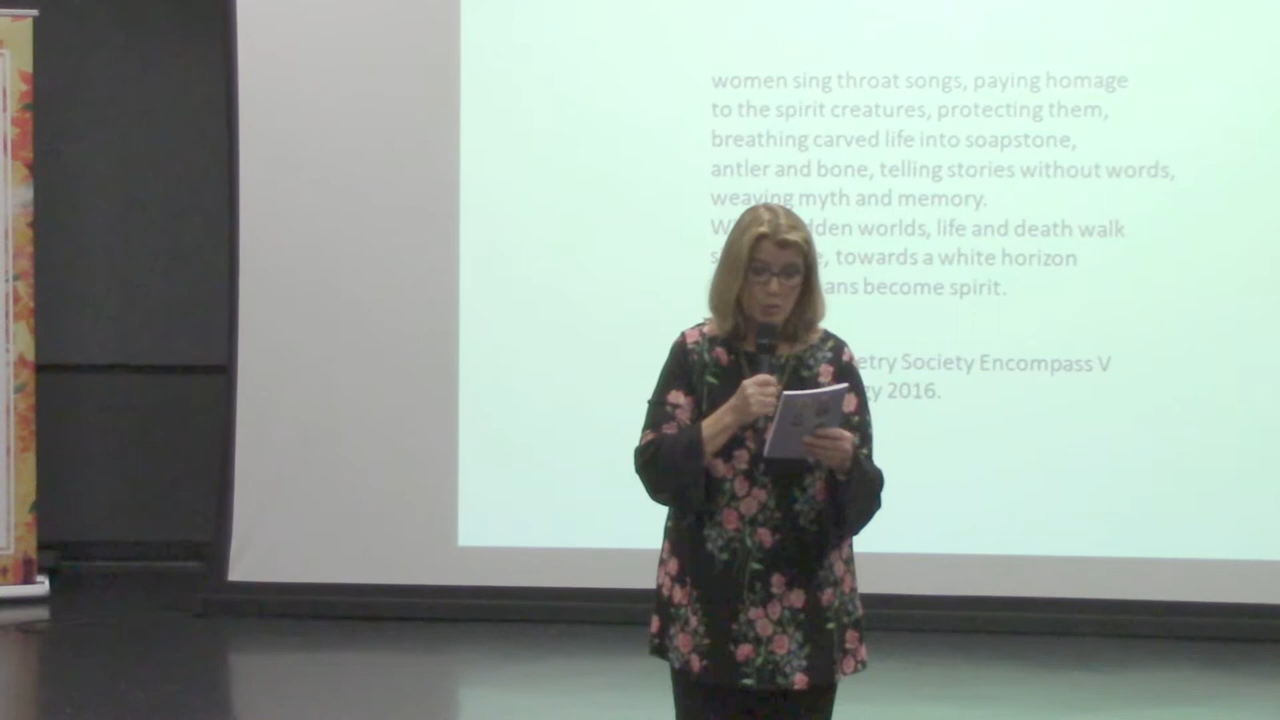 women sing throat songs, paying homage
to the spirit creatures, protecting them,
breathing carved life into soapstone,
antler and bone, telling stories without words,
weaving myth and memory.
worlds, life and death walk
towards a white horizon
become spirit.
Society Encompass V
2016.